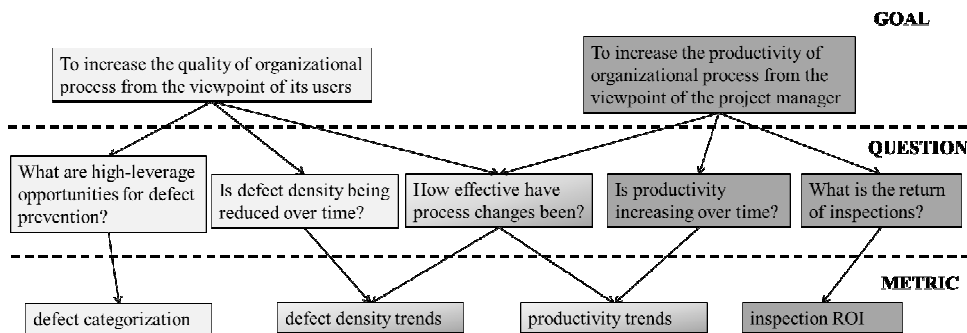 GOAL
To increase the quality of organizational
process from the viewpoint of its users
To increase the productivity of
organizational process from the
viewpoint of the project manager
QUESTION
What are high-leverage
opportunities for defect
prevention?
Is defect density being
reduced over time?
How effective have
process changes been?
Is productivity
increasing over time?
What is the return
of inspections?
METRIC
defect categorization
defect density trends
productivity trends
inspection ROI